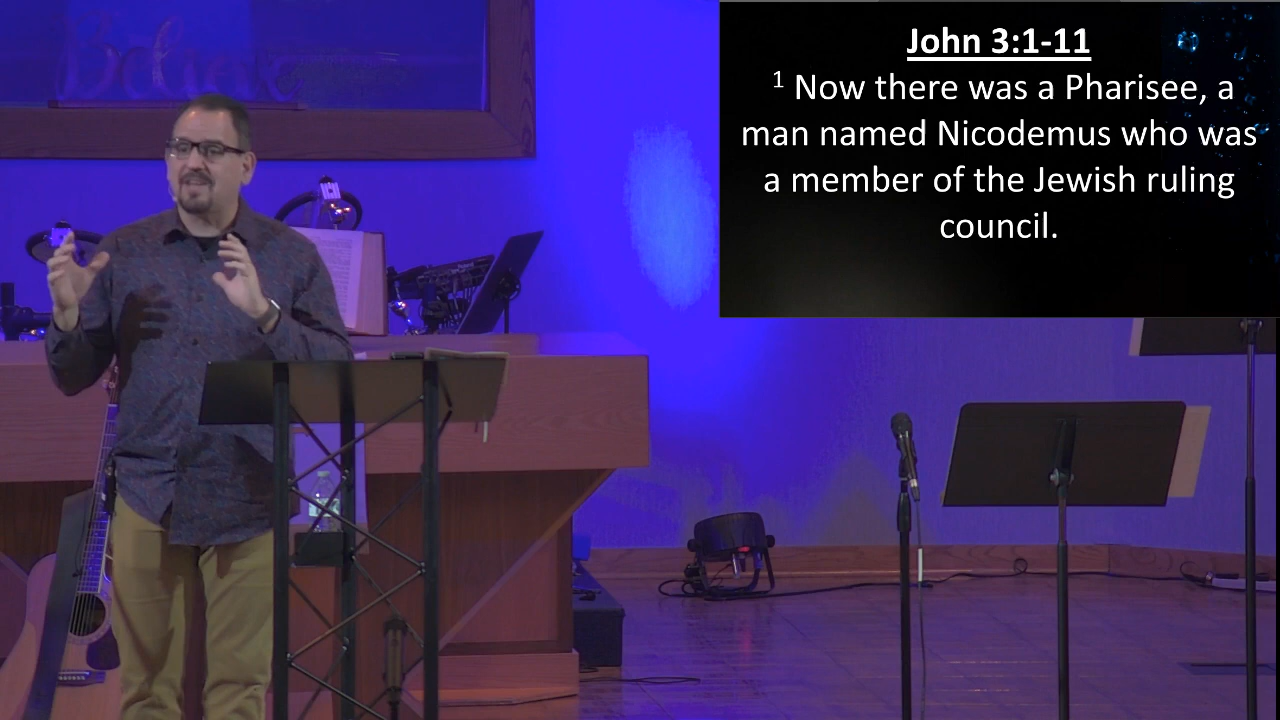 Believe
John 3:1-11
1 Now there was a Pharisee, a
man named Nicodemus who was
a member of the Jewish ruling
council.